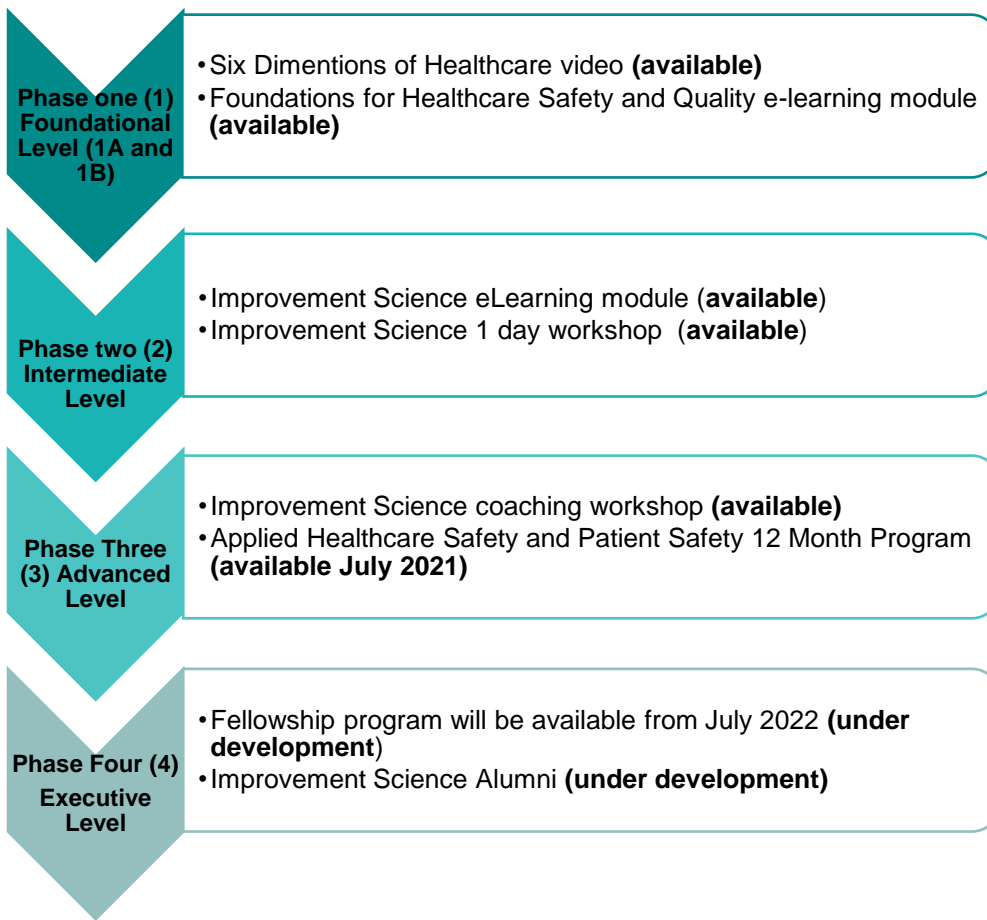 Phase one (1)
Foundational
Level (1A and
1B)
•Six Dimentions of Healthcare video (available)
•Foundations for Healthcare Safety and Quality e-learning module
(available)
Phase two (2)
Intermediate
Level
•Improvement Science eLearning module (available)
•Improvement Science 1 day workshop (available)
Phase Three
(3) Advanced
Level
•Improvement Science coaching workshop (available)
•Applied Healthcare Safety and Patient Safety 12 Month Program
(available July 2021)
Phase Four (4)
Executive
Level
•Fellowship program will be available from July 2022 (under
development)
•Improvement Science Alumni (under development)